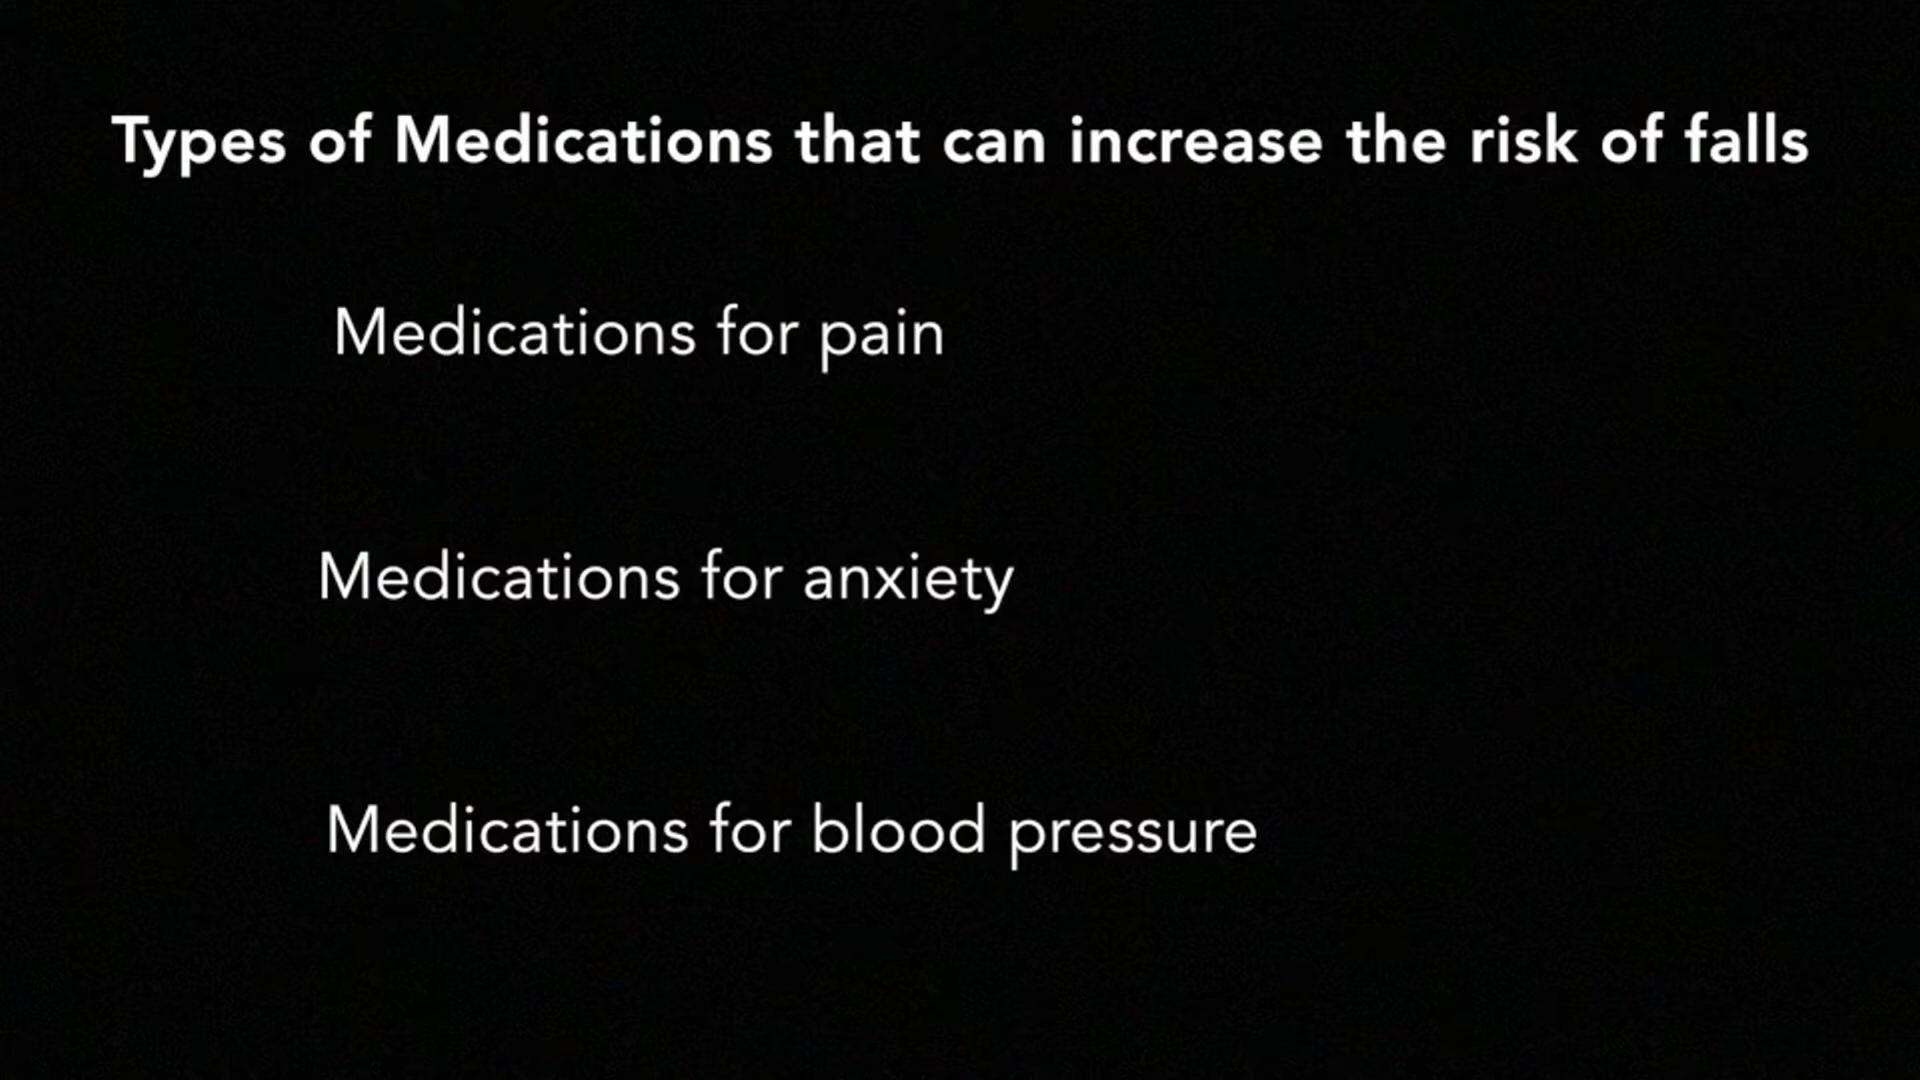 Types of Medications that can increase the risk of falls
Medications for pain
Medications for anxiety
Medications for blood pressure